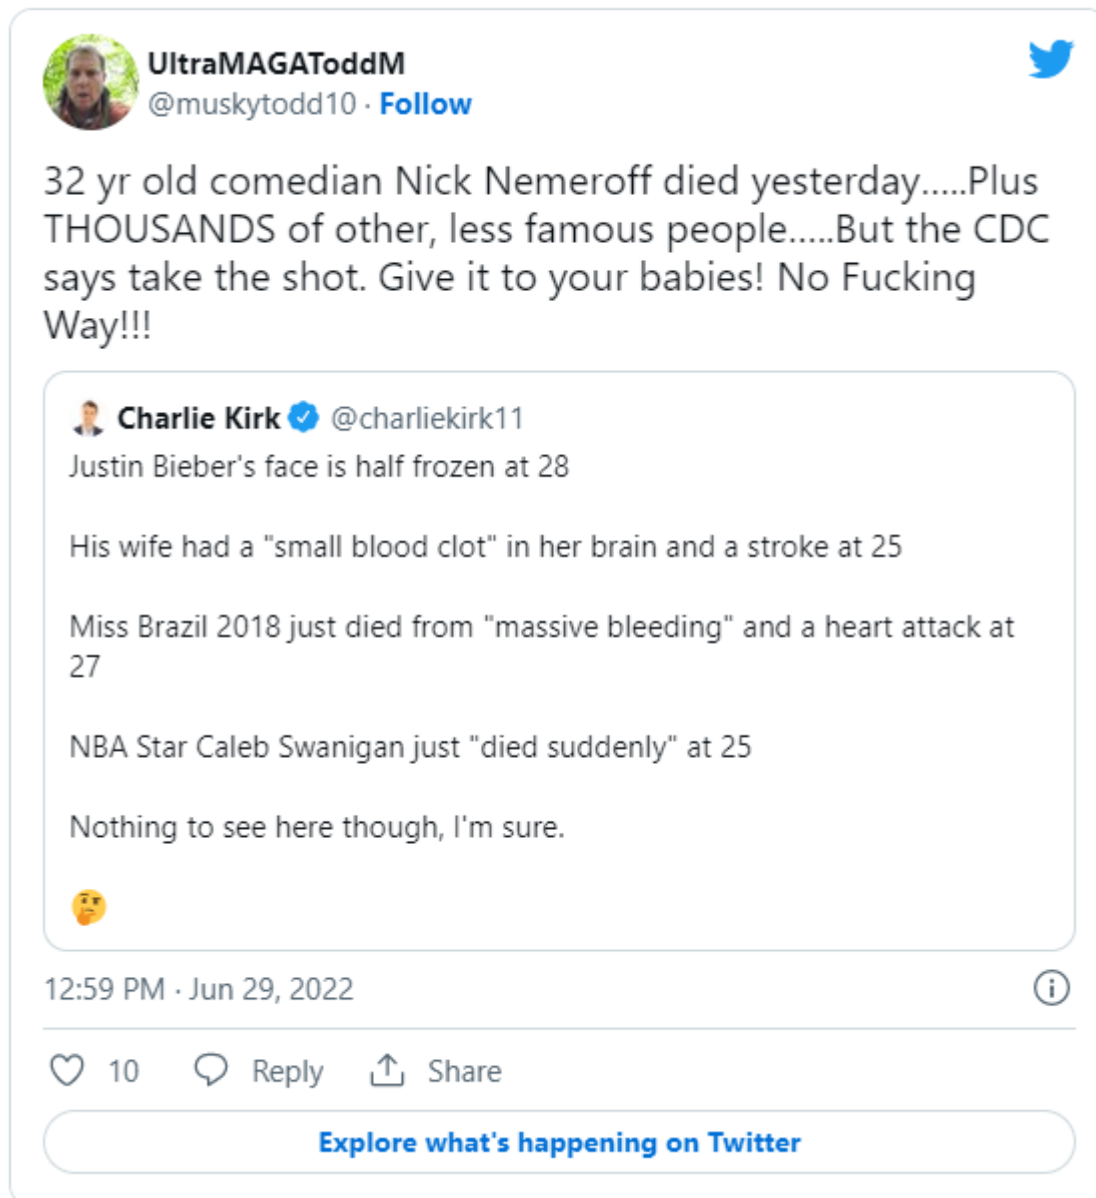 UltraMAGAToddM
@muskytodd10 · Follow
32 yr old comedian Nick Nemeroff died yesterday.....Plus
THOUSANDS of other, less famous people.....But the CDC
says take the shot. Give it to your babies! No Fucking
Way!!!
Charlie Kirk @charliekirk11
Justin Bieber's face is half frozen at 28
His wife had a "small blood clot" in her brain and a stroke at 25
Miss Brazil 2018 just died from "massive bleeding" and a heart attack at
27
NBA Star Caleb Swanigan just "died suddenly" at 25
Nothing to see here though, I'm sure.
🤔
12:59 PM · Jun 29, 2022
10 Reply Share
Explore what's happening on Twitter